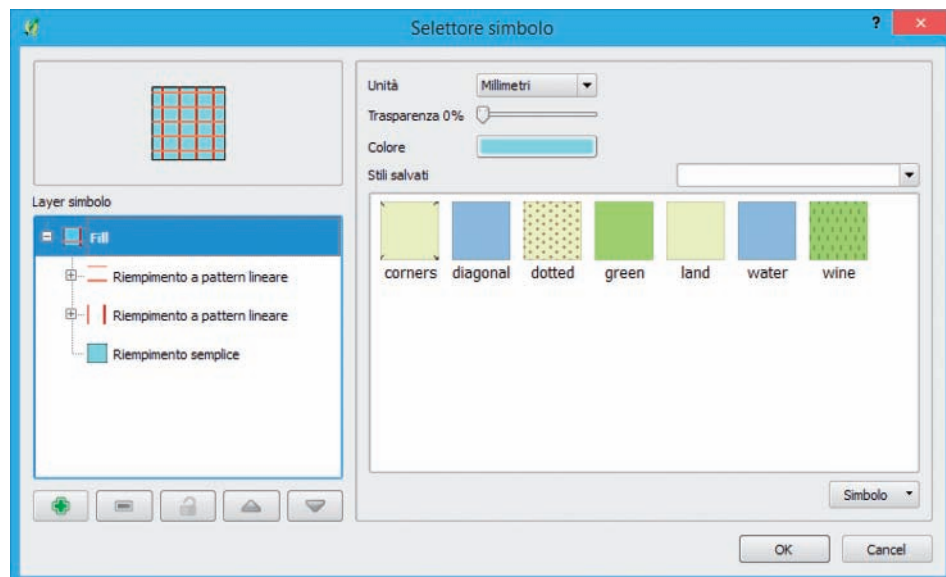 Selettore simbolo
?
Unità
Millimetri
Trasparenza 0%
Colore
Stili salvati
Layer simbolo
Fill
Riempimento a pattern lineare
Riempimento a pattern lineare
Riempimento semplice
corners diagonal dotted green land water wine
Simbolo
OK
Cancel